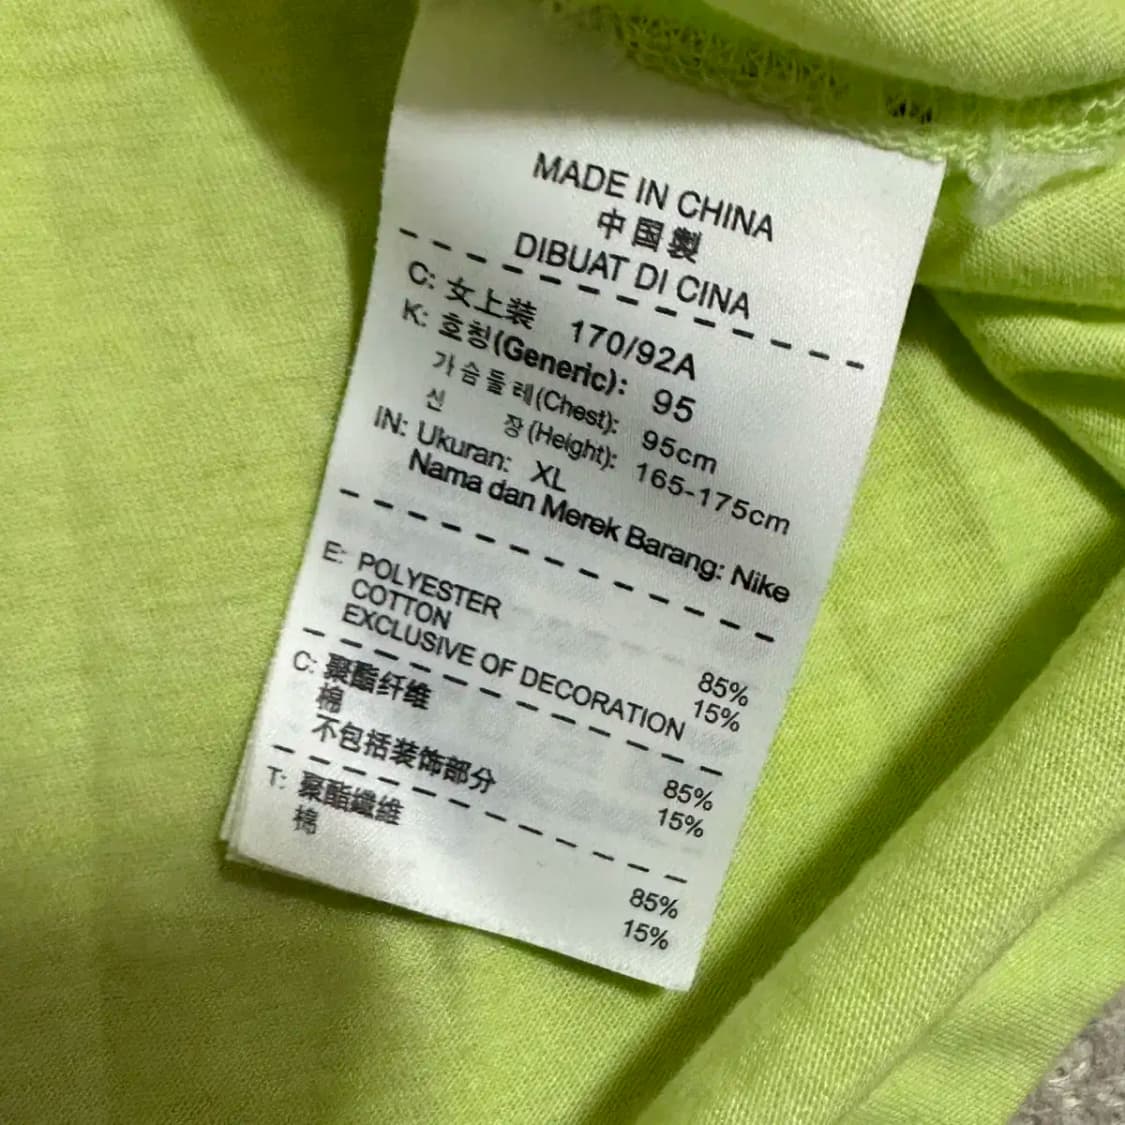 MADE IN CHINA
中国製
DIBUAT DI CINA
C: 女上装 170/92A
K: 호칭(Generic): 95
가슴둘레(Chest): 95cm
신 장(Height): 165-175cm
IN: Ukuran: XL
Nama dan Merek Barang: Nike
E: POLYESTER 85%
COTTON 15%
EXCLUSIVE OF DECORATION
C: 聚酯纤维 85%
棉 15%
不包括装饰部分
T: 聚酯纖維 85%
棉 15%